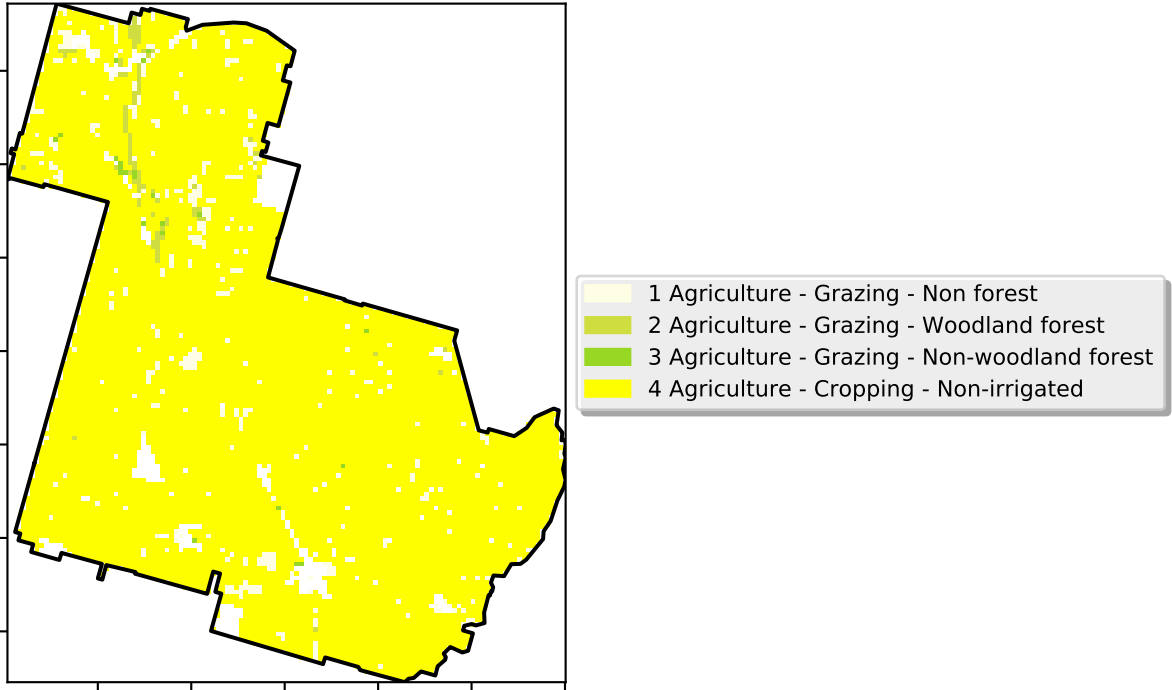 1 Agriculture - Grazing - Non forest
2 Agriculture - Grazing - Woodland forest
3 Agriculture - Grazing - Non-woodland forest
4 Agriculture - Cropping - Non-irrigated